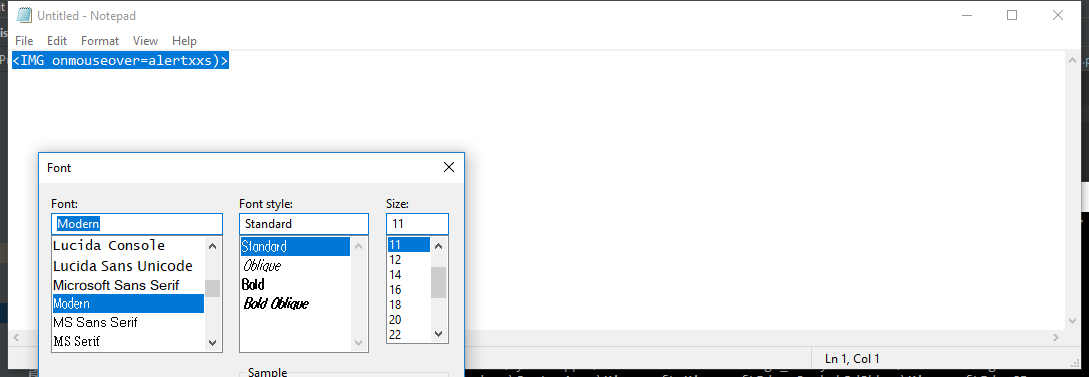 Untitled - Notepad
File Edit Format View Help
<IMG onmouseover=alertxxs)>
Font
Font: Font style: Size:
Modern Standard 11
Lucida Console Standard 11
Lucida Sans Unicode Oblique 12
Microsoft Sans Serif Bold 14
Modern Bold Oblique 16
MS Sans Serif 18
MS Serif 20
22
Sample
Ln 1, Col 1